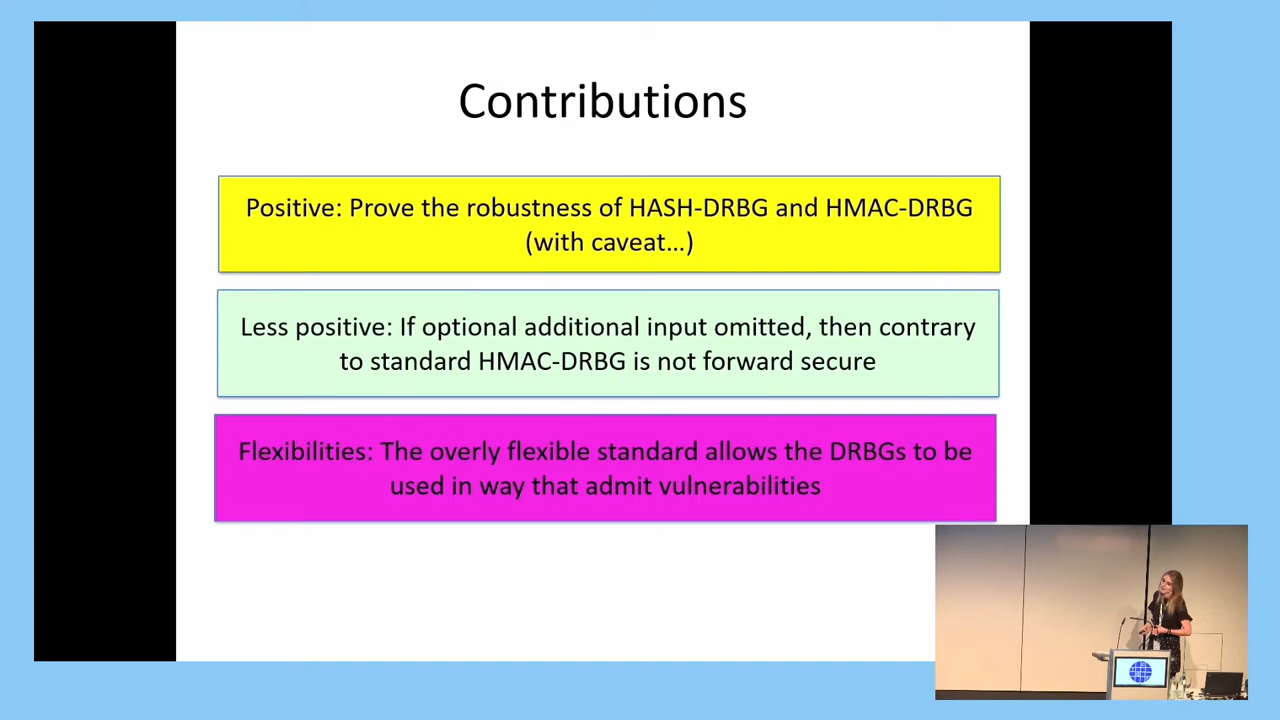 Contributions
Positive: Prove the robustness of HASH-DRBG and HMAC-DRBG
(with caveat...)
Less positive: If optional additional input omitted, then contrary
to standard HMAC-DRBG is not forward secure
Flexibilities: The overly flexible standard allows the DRBGs to be
used in way that admit vulnerabilities